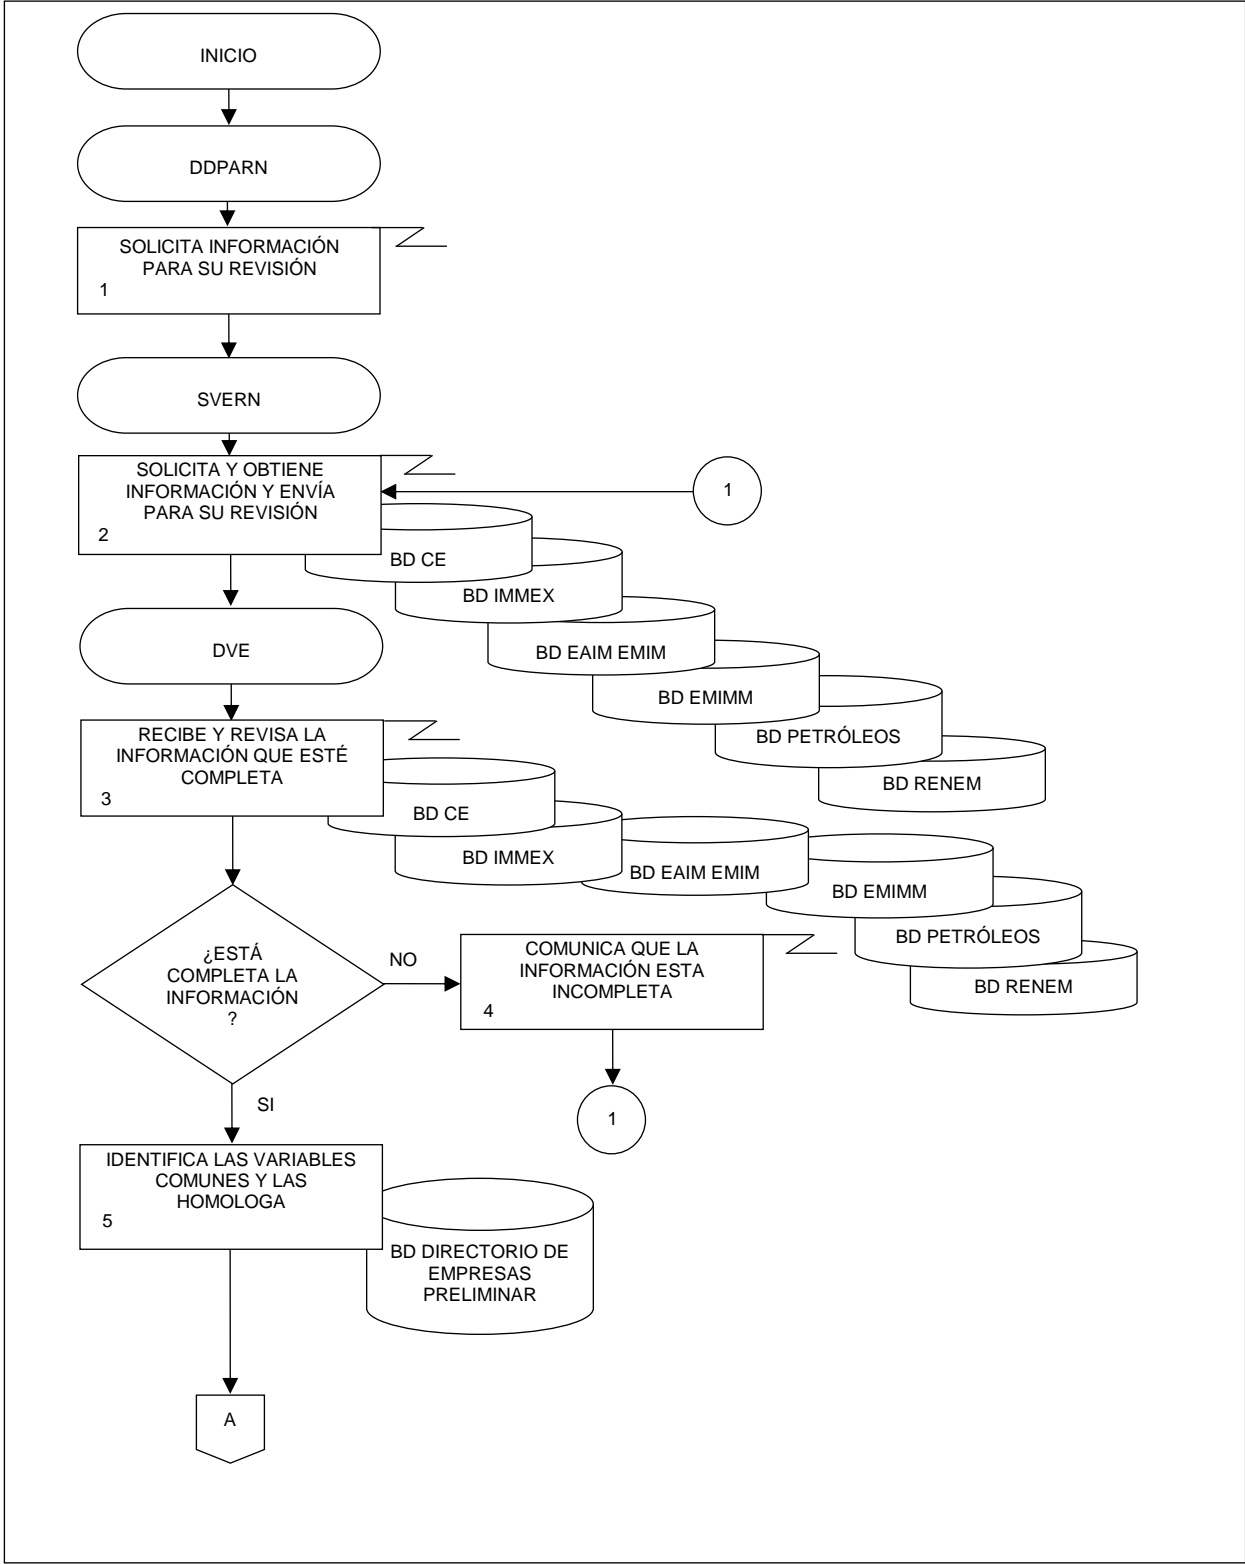 INICIO
DDPARN
SOLICITA INFORMACIÓN
PARA SU REVISIÓN
1
SVERN
SOLICITA Y OBTIENE
INFORMACIÓN Y ENVÍA
PARA SU REVISIÓN
2
1
BD CE
BD IMMEX
BD EAIM EMIM
BD EMIMM
BD PETRÓLEOS
BD RENEM
DVE
RECIBE Y REVISA LA
INFORMACIÓN QUE ESTÉ
COMPLETA
3
BD CE
BD IMMEX
BD EAIM EMIM
BD EMIMM
BD PETRÓLEOS
BD RENEM
¿ESTÁ
COMPLETA LA
INFORMACIÓN
?
NO
COMUNICA QUE LA
INFORMACIÓN ESTA
INCOMPLETA
4
1
SI
IDENTIFICA LAS VARIABLES
COMUNES Y LAS
HOMOLOGA
5
BD DIRECTORIO DE
EMPRESAS
PRELIMINAR
A